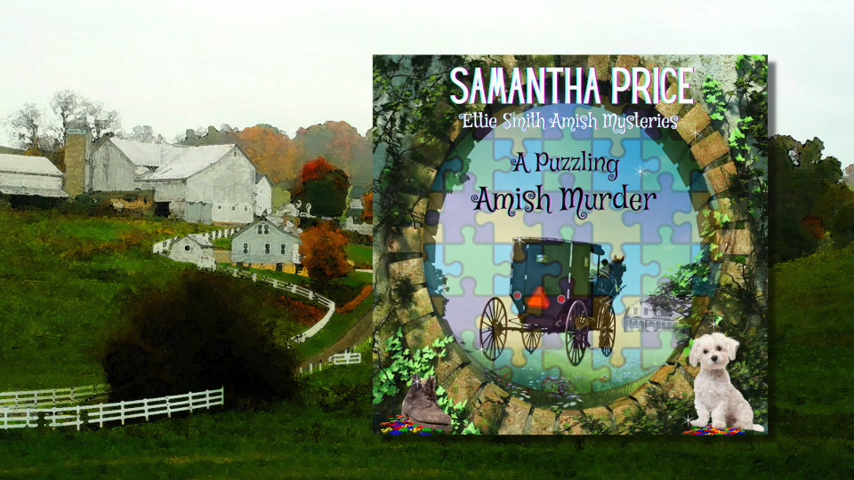 SAMANTHA PRICE
Ettie Smith Amish Mysteries
A Puzzling
Amish Murder